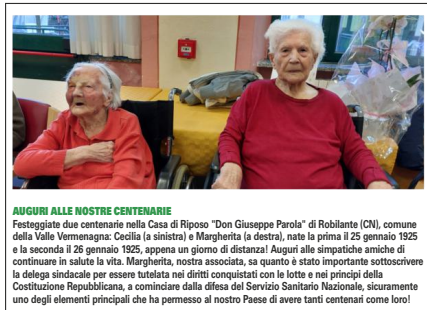 AUGURI ALLE NOSTRE CENTENARIE
Festeggiate due centenarie nella Casa di Riposo "Don Giuseppe Parola" di Robilante (CN), comune
della Valle Vermenagna: Cecilia (a sinistra) e Margherita (a destra), nate la prima il 25 gennaio 1925
e la seconda il 26 gennaio 1925, appena un giorno di distanza! Auguri alle simpatiche amiche di
continuare in salute la vita. Margherita, nostra associata, sa quanto è stato importante sottoscrivere
la delega sindacale per essere tutelata nei diritti conquistati con le lotte e nei principi della
Costituzione Repubblicana, a cominciare dalla difesa del Servizio Sanitario Nazionale, sicuramente
uno degli elementi principali che ha permesso al nostro Paese di avere tanti centenari come loro!